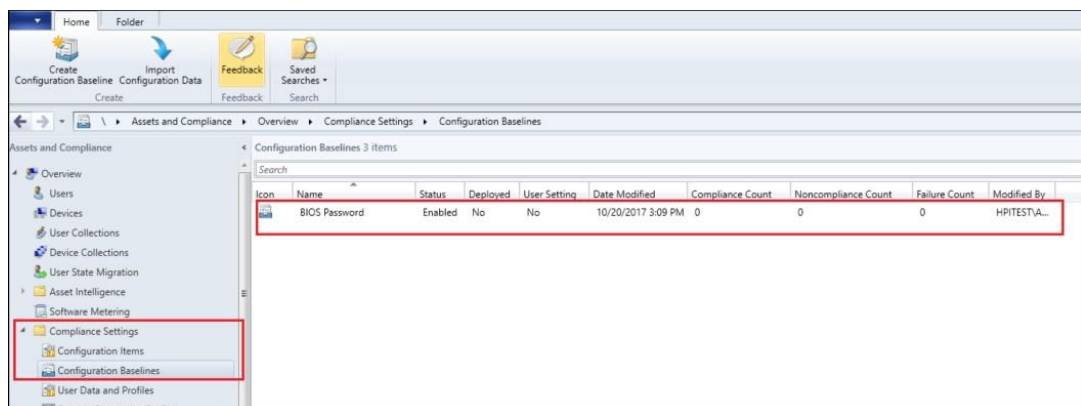 Home Folder
Create Configuration Baseline
Import Configuration Data
Feedback
Saved Searches
Create Feedback Search
\ Assets and Compliance Overview Compliance Settings Configuration Baselines
Assets and Compliance
Overview
Users
Devices
User Collections
Device Collections
User State Migration
Asset Intelligence
Software Metering
Compliance Settings
Configuration Items
Configuration Baselines
User Data and Profiles
Configuration Baselines 3 items
Search
Icon Name Status Deployed User Setting Date Modified Compliance Count Noncompliance Count Failure Count Modified By
BIOS Password Enabled No No 10/20/2017 3:09 PM 0 0 0 HPITEST\A...